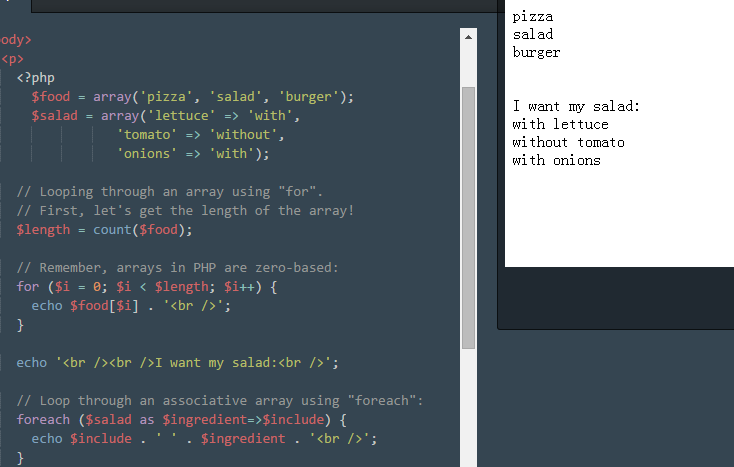 ody>
<p>
<?php
$food = array('pizza', 'salad', 'burger');
$salad = array('lettuce' => 'with',
'tomato' => 'without',
'onions' => 'with');
// Looping through an array using "for".
// First, let's get the length of the array!
$length = count($food);
// Remember, arrays in PHP are zero-based:
for ($i = 0; $i < $length; $i++) {
echo $food[$i] . '<br />';
}
echo '<br /><br />I want my salad:<br />';
// Loop through an associative array using "foreach":
foreach ($salad as $ingredient=>$include) {
echo $include . ' ' . $ingredient . '<br />';
}
pizza
salad
burger
I want my salad:
with lettuce
without tomato
with onions